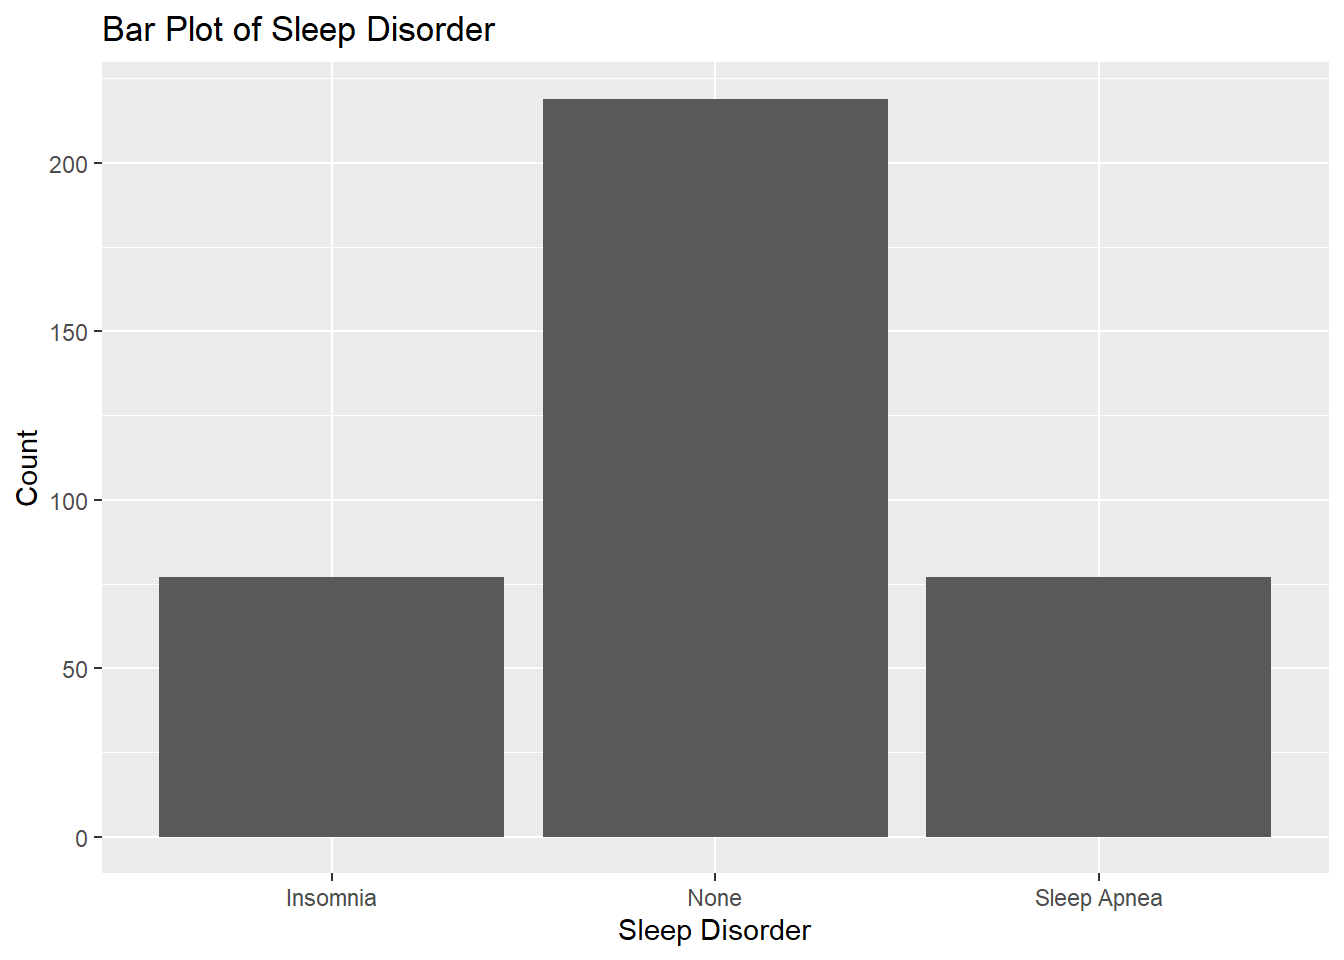 Bar Plot of Sleep Disorder
200
150
100
50
0
Count
Insomnia None Sleep Apnea
Sleep Disorder